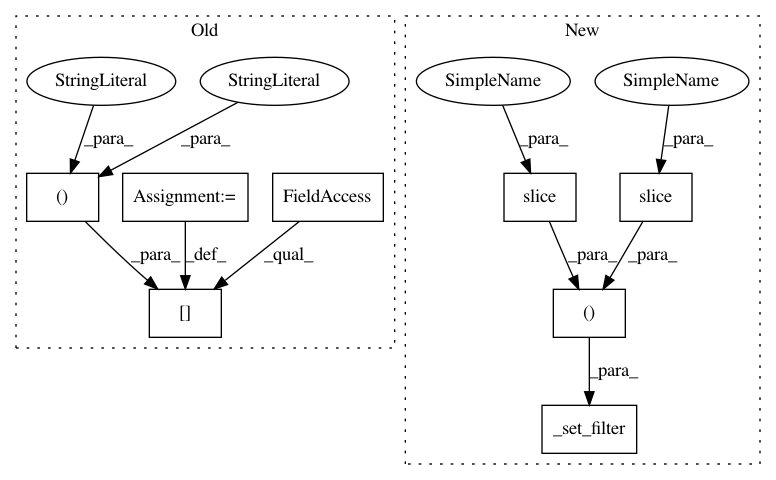 Old
New
StringLiteral
StringLiteral
SimpleName
SimpleName
_para_
_para_
_para_
_para_
()
Assignment:=
FieldAccess
slice
slice
_para_
_def_
_qual_
_para_
_para_
[]
()
_para_
_set_filter